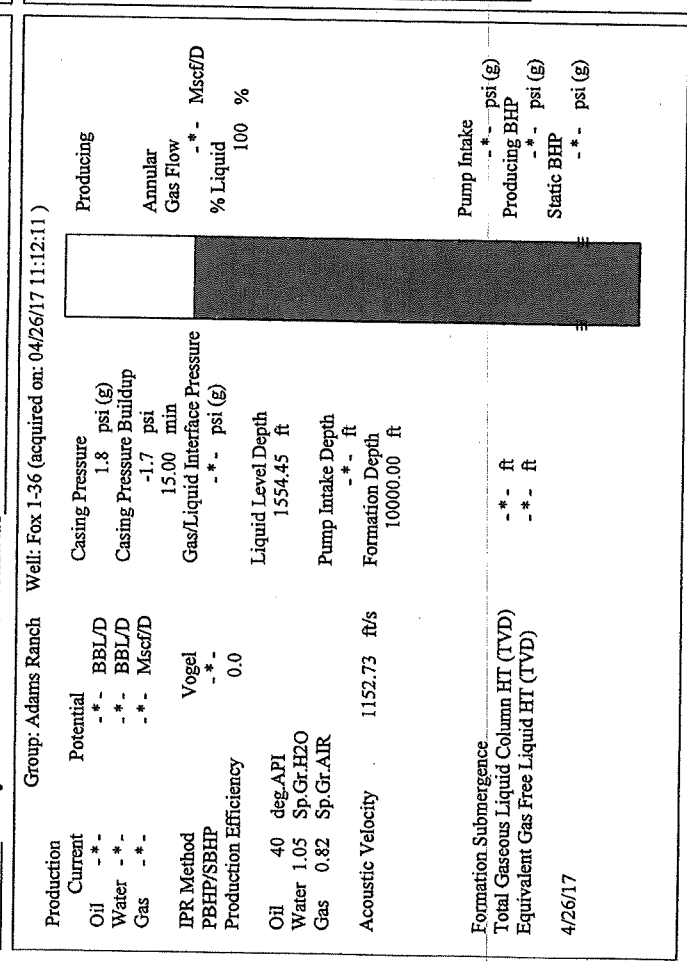 Group: Adams Ranch Well: Fox 1-36 (acquired on: 04/26/17 11:12:11 )
Production
Current Potential
Oil -*- -*- BBL/D
Water -*- -*- BBL/D
Gas -*- -*- Mscf/D
IPR Method Vogel
PBHP/SBHP -*-
Production Efficiency 0.0
Oil 40 deg.API
Water 1.05 Sp.Gr.H2O
Gas 0.82 Sp.Gr.AIR
Acoustic Velocity 1152.73 ft/s
Formation Submergence
Total Gaseous Liquid Column HT (TVD) -*- ft
Equivalent Gas Free Liquid HT (TVD) -*- ft
4/26/17
Casing Pressure
1.8 psi (g)
Casing Pressure Buildup
-1.7 psi
15.00 min
Gas/Liquid Interface Pressure
-*- psi (g)
Liquid Level Depth
1554.45 ft
Pump Intake Depth
-*- ft
Formation Depth
10000.00 ft
Producing
Annular
Gas Flow
-*- Mscf/D
% Liquid
100 %
Pump Intake
-*- psi (g)
Producing BHP
-*- psi (g)
Static BHP
-*- psi (g)